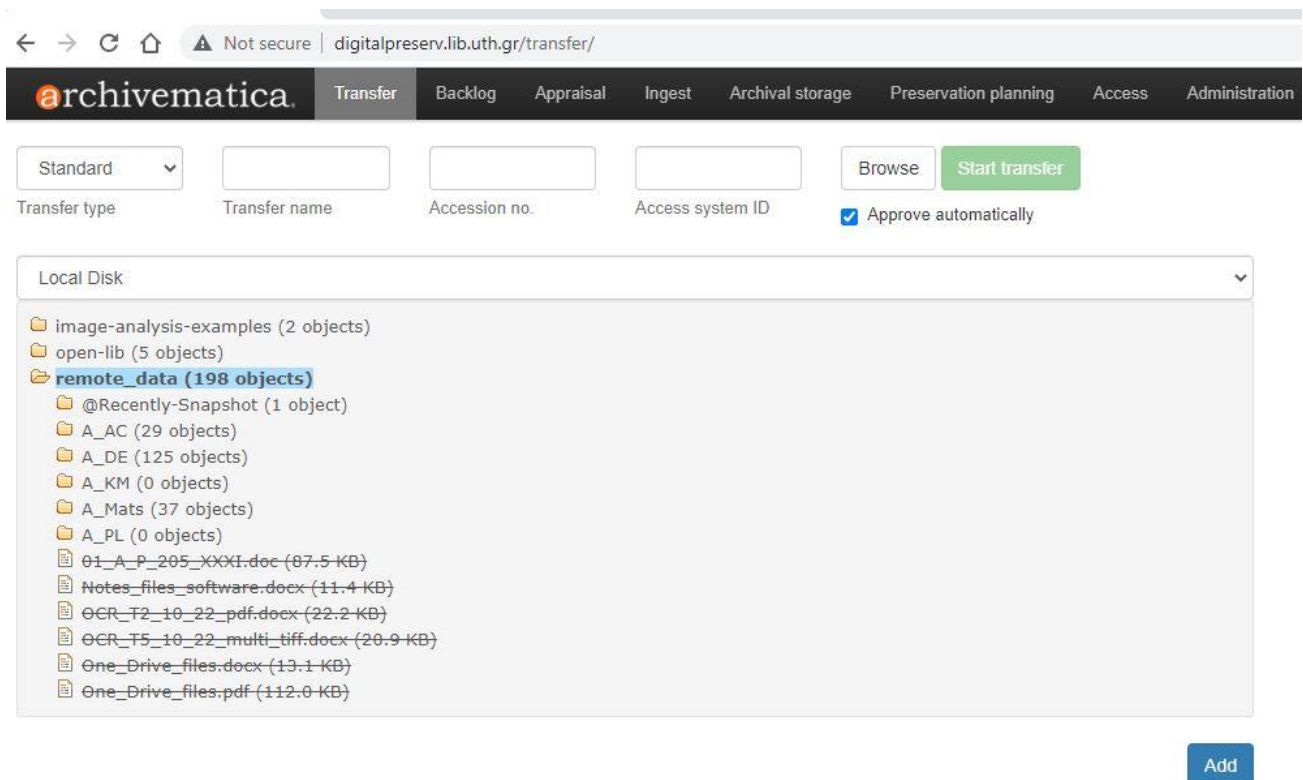 Not secure | digitalpreserv.lib.uth.gr/transfer/
archivematica. Transfer Backlog Appraisal Ingest Archival storage Preservation planning Access Administration
Standard Browse Start transfer
Transfer type Transfer name Accession no. Access system ID Approve automatically
Local Disk
image-analysis-examples (2 objects)
open-lib (5 objects)
remote_data (198 objects)
@Recently-Snapshot (1 object)
A_AC (29 objects)
A_DE (125 objects)
A_KM (0 objects)
A_Mats (37 objects)
A_PL (0 objects)
01_A_P_205_XXXI.doc (87.5 KB)
Notes_files_software.docx (11.4 KB)
OCR_T2_10_22_pdf.docx (22.2 KB)
OCR_T5_10_22_multi_tiff.docx (20.9 KB)
One_Drive_files.docx (13.1 KB)
One_Drive_files.pdf (112.0 KB)
Add